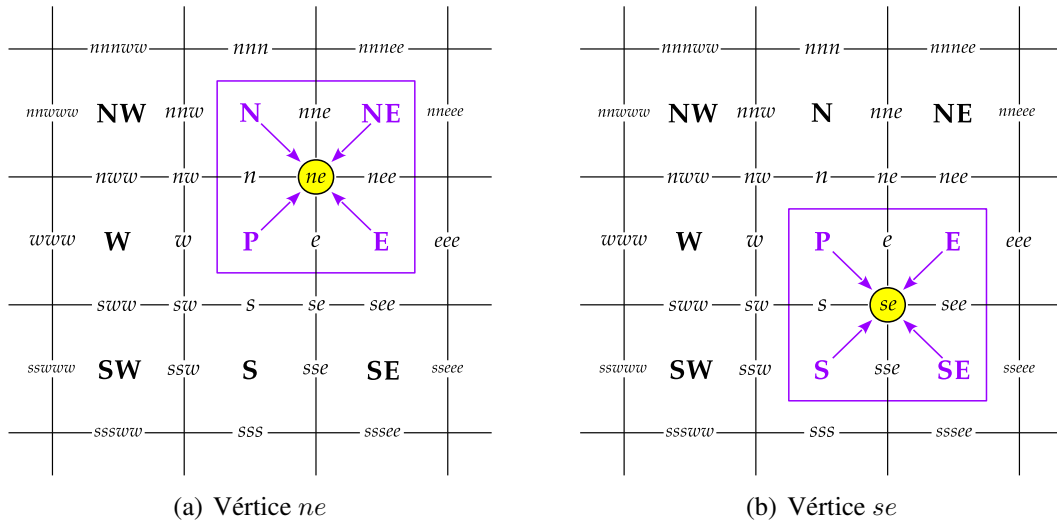 nnnww nnn nnnee
nnwww NW nnw N nne NE nneee
nww nw n ne nee
www W w P e E eee
sww sw s se see
sswww SW ssw S sse SE sseee
sssww sss sssee
(a) Vértice ne
nnnww nnn nnnee
nnwww NW nnw N nne NE nneee
nww nw n ne nee
www W w P e E eee
sww sw s se see
sswww SW ssw S sse SE sseee
sssww sss sssee
(b) Vértice se